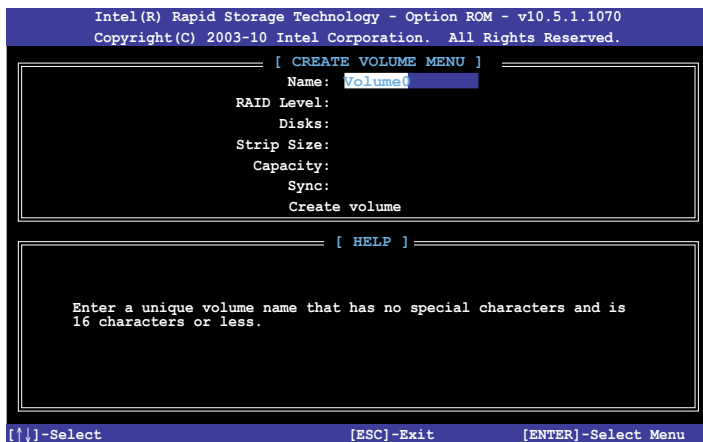 Intel(R) Rapid Storage Technology - Option ROM - v10.5.1.1070
Copyright(C) 2003-10 Intel Corporation. All Rights Reserved.
[ CREATE VOLUME MENU ]
Name: Volume0
RAID Level:
Disks:
Strip Size:
Capacity:
Sync:
Create volume
[ HELP ]
Enter a unique volume name that has no special characters and is
16 characters or less.
[↑↓]-Select [ESC]-Exit [ENTER]-Select Menu